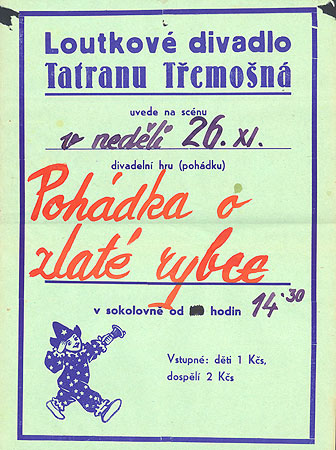 Loutkové divadlo
Tatranu Třemošná
uvede na scénu
v neděli 26. XI.
divadelní hru (pohádku)
Pohádka o
zlaté rybce
v sokolovně od hodin 14.30
Vstupné: děti 1 Kčs,
dospělí 2 Kčs